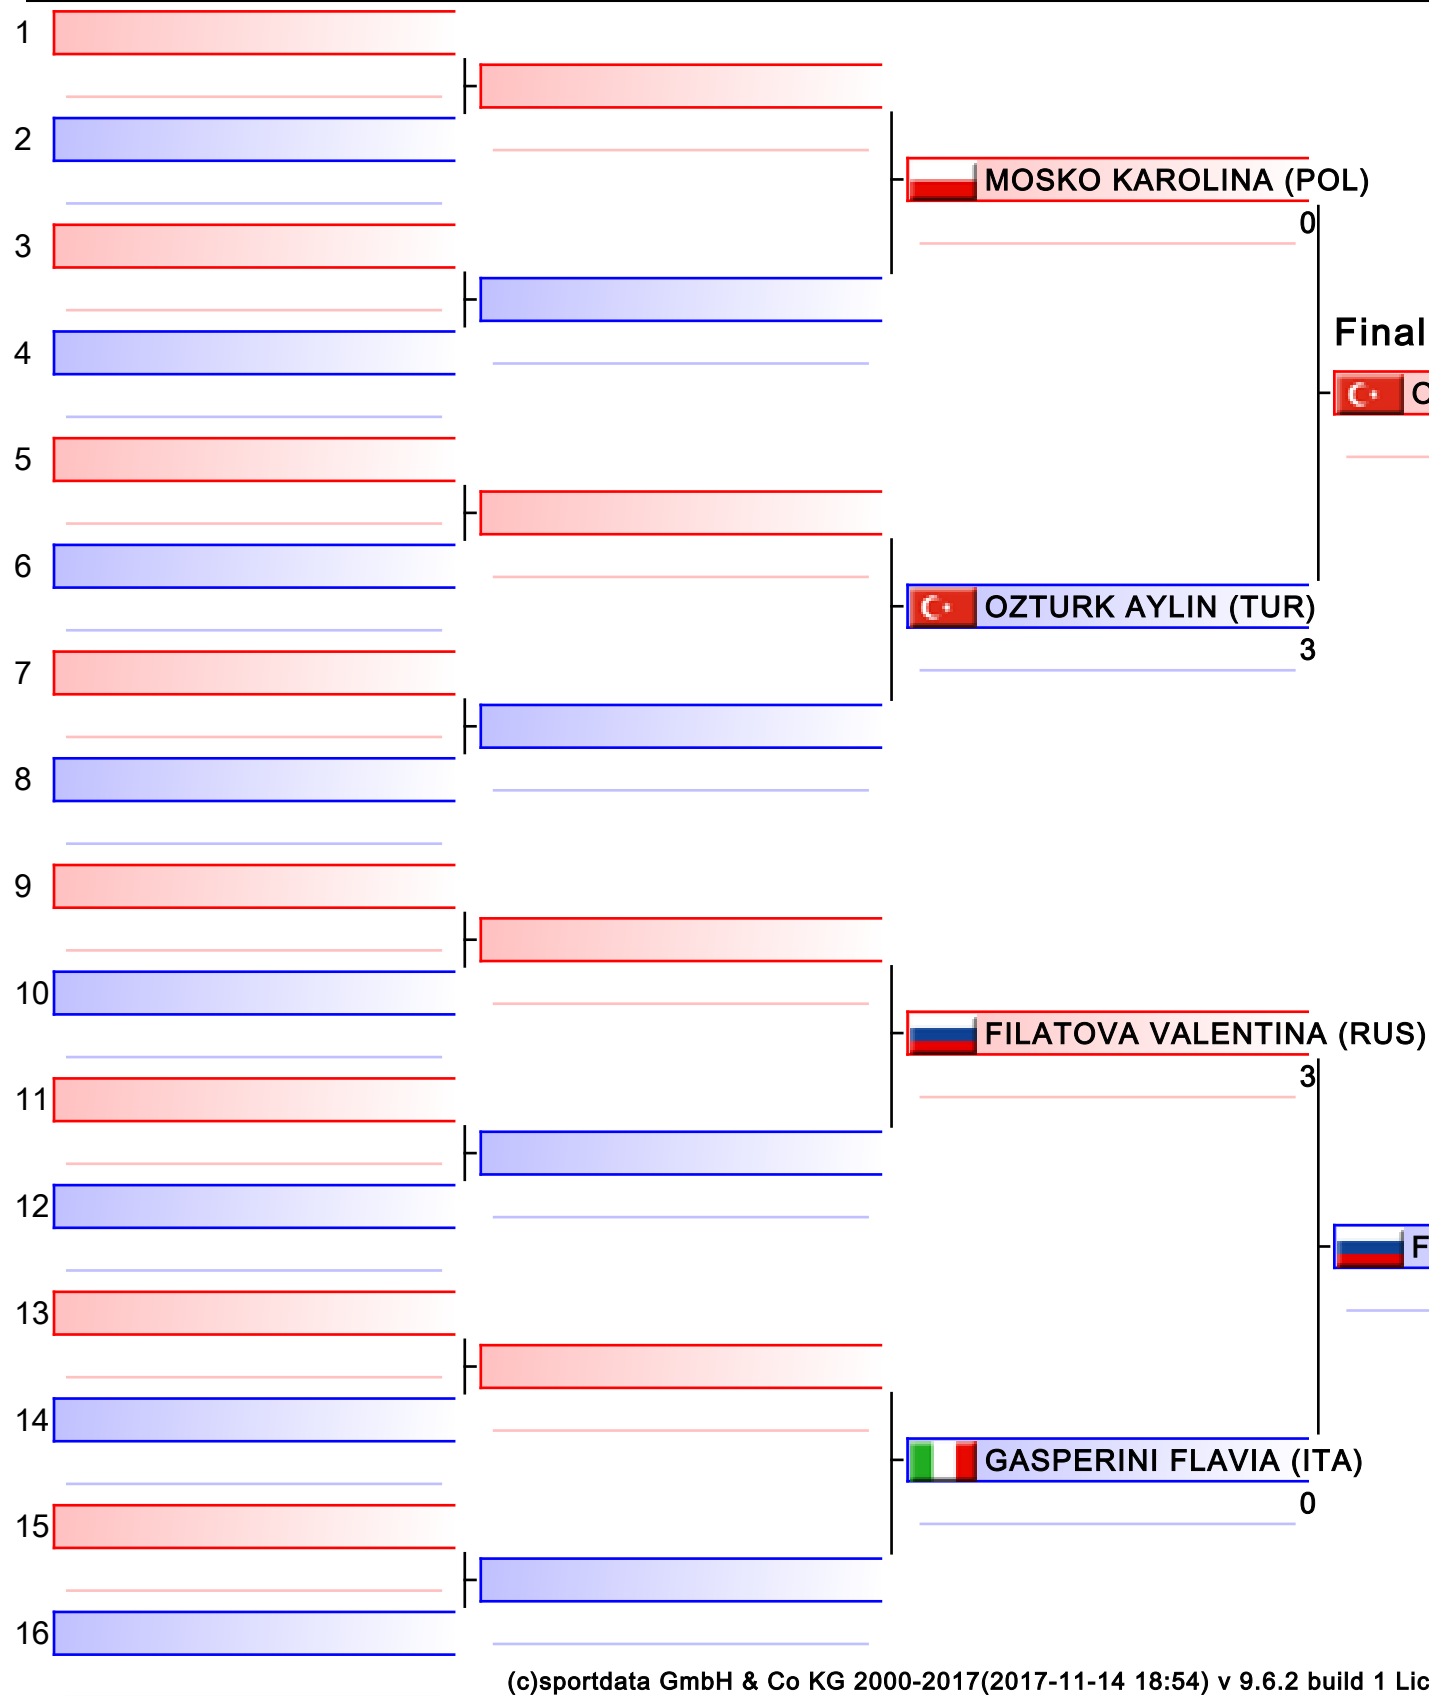 1
2
MOSKO KAROLINA (POL)
0
3
Final
4
5
6
OZTURK AYLIN (TUR)
3
7
8
9
10
FILATOVA VALENTINA (RUS)
3
11
12
F
13
14
GASPERINI FLAVIA (ITA)
0
15
16
(c)sportdata GmbH & Co KG 2000-2017(2017-11-14 18:54) v 9.6.2 build 1 Lic